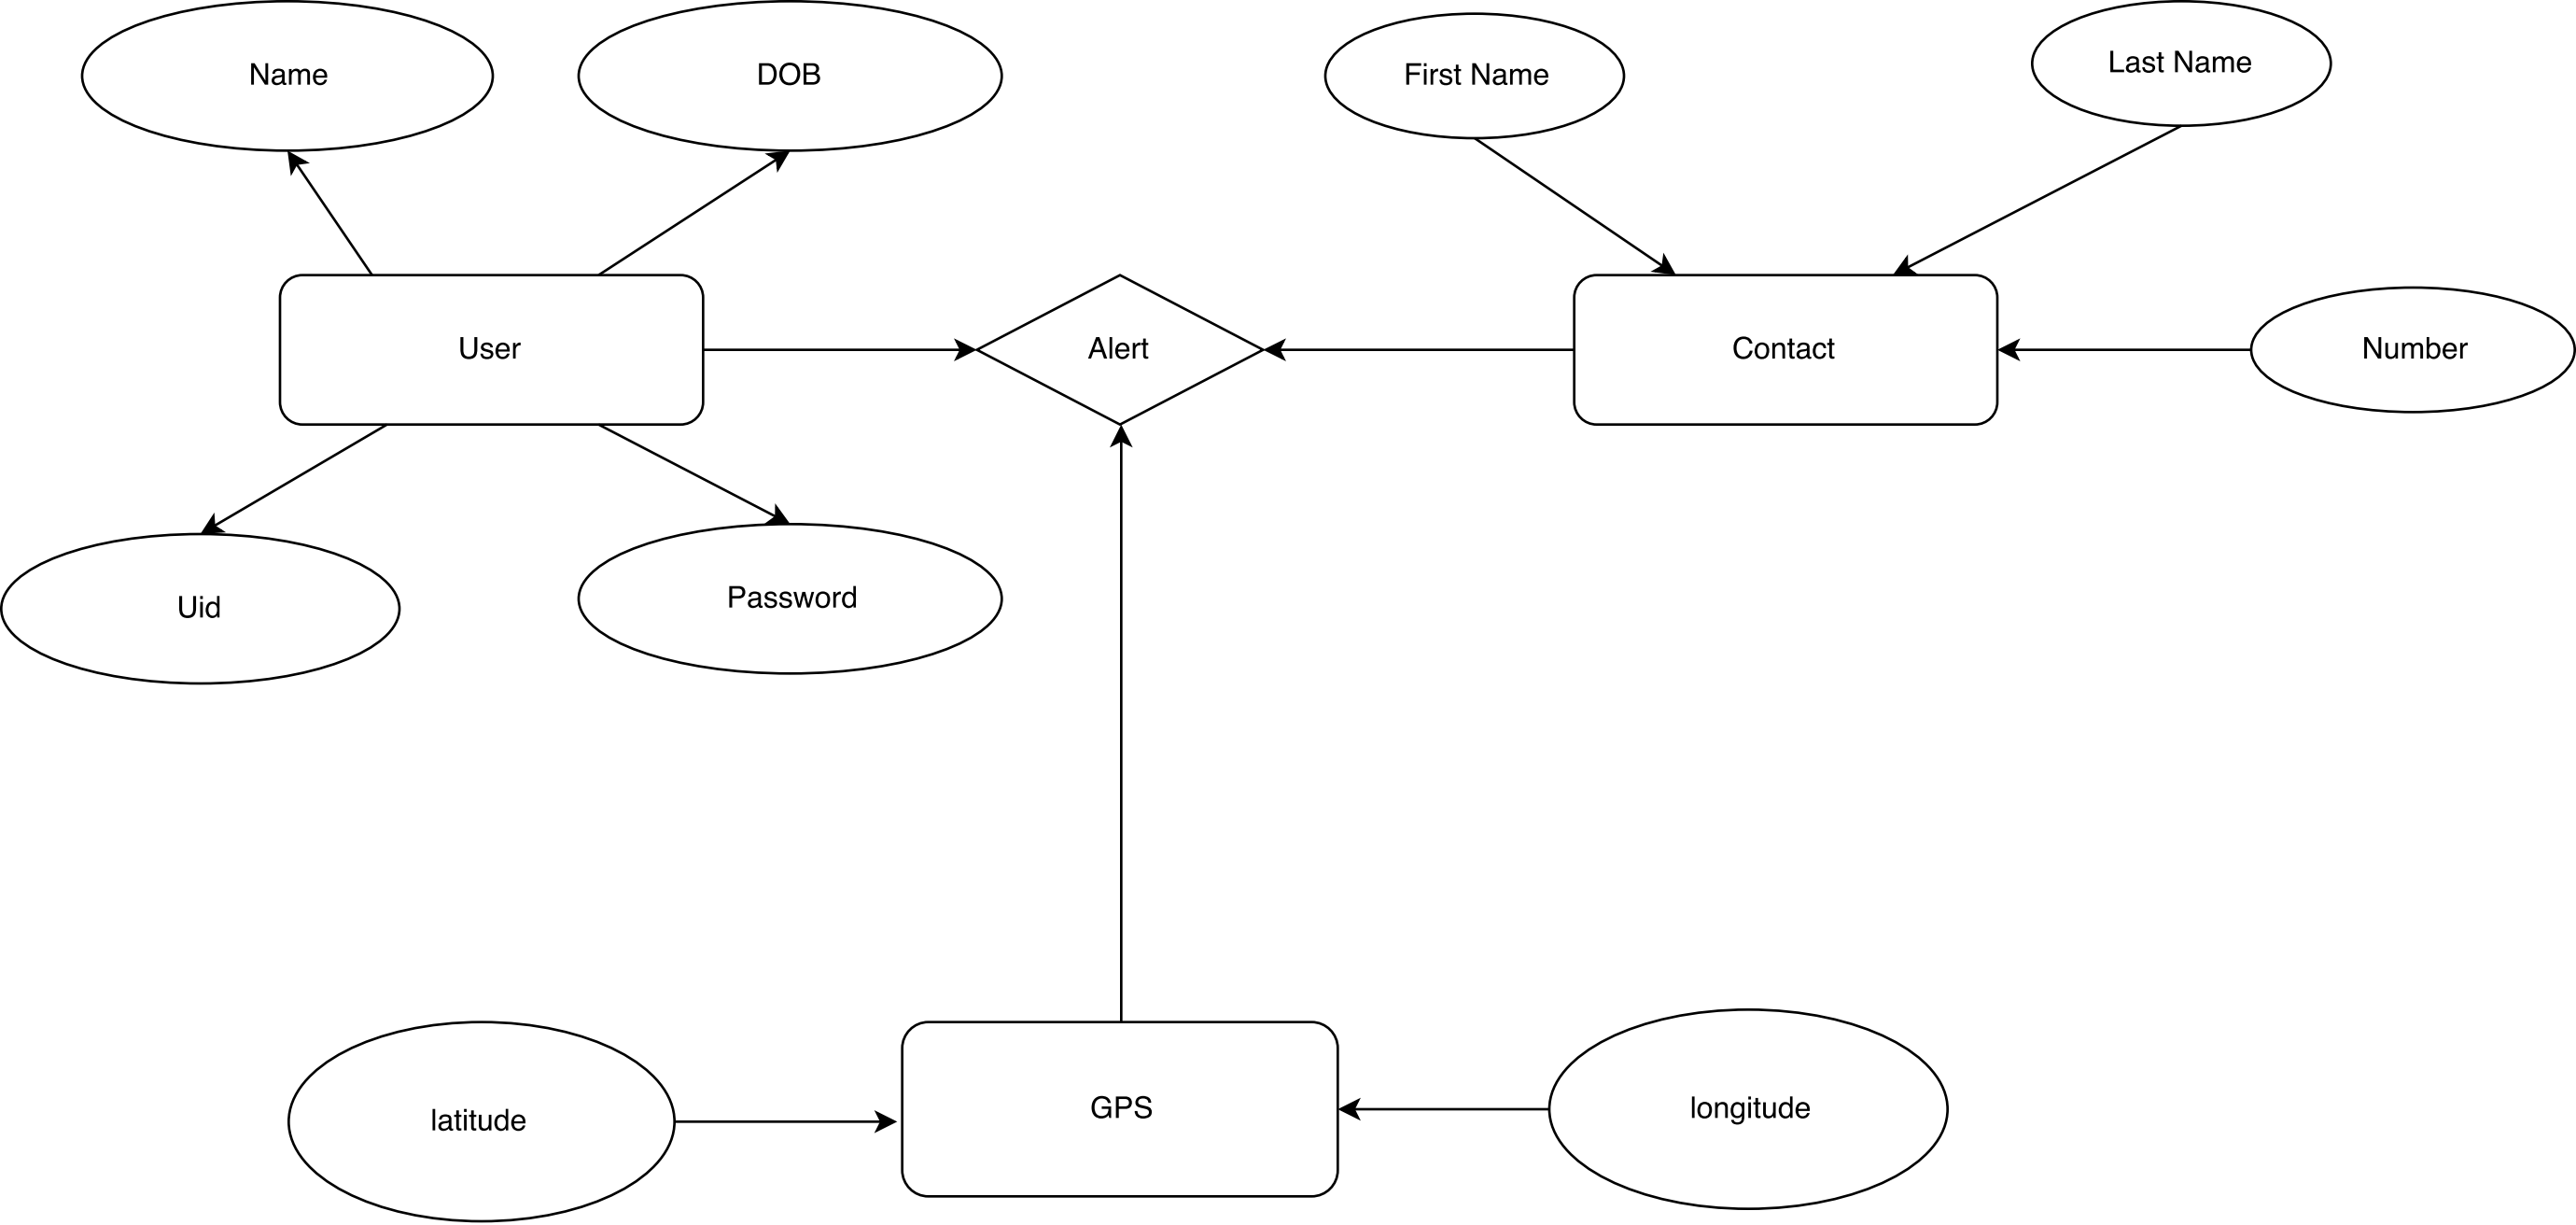 Name
DOB
First Name
Last Name
User
Alert
Contact
Number
Uid
Password
latitude
GPS
longitude